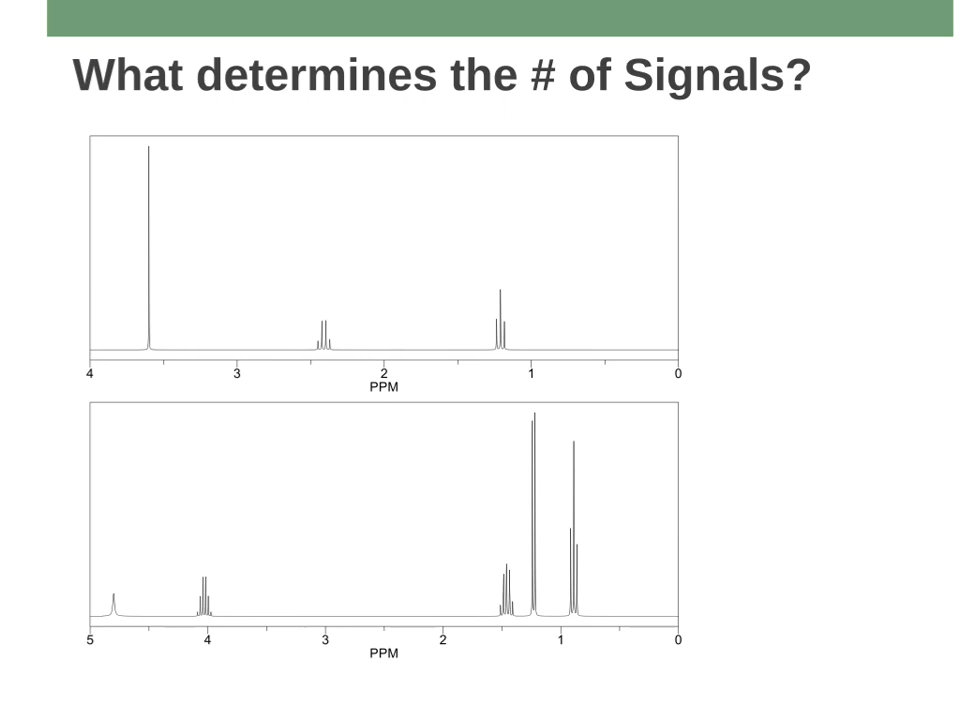 What determines the # of Signals?
4 3 2 1 0
PPM
5 4 3 2 1 0
PPM